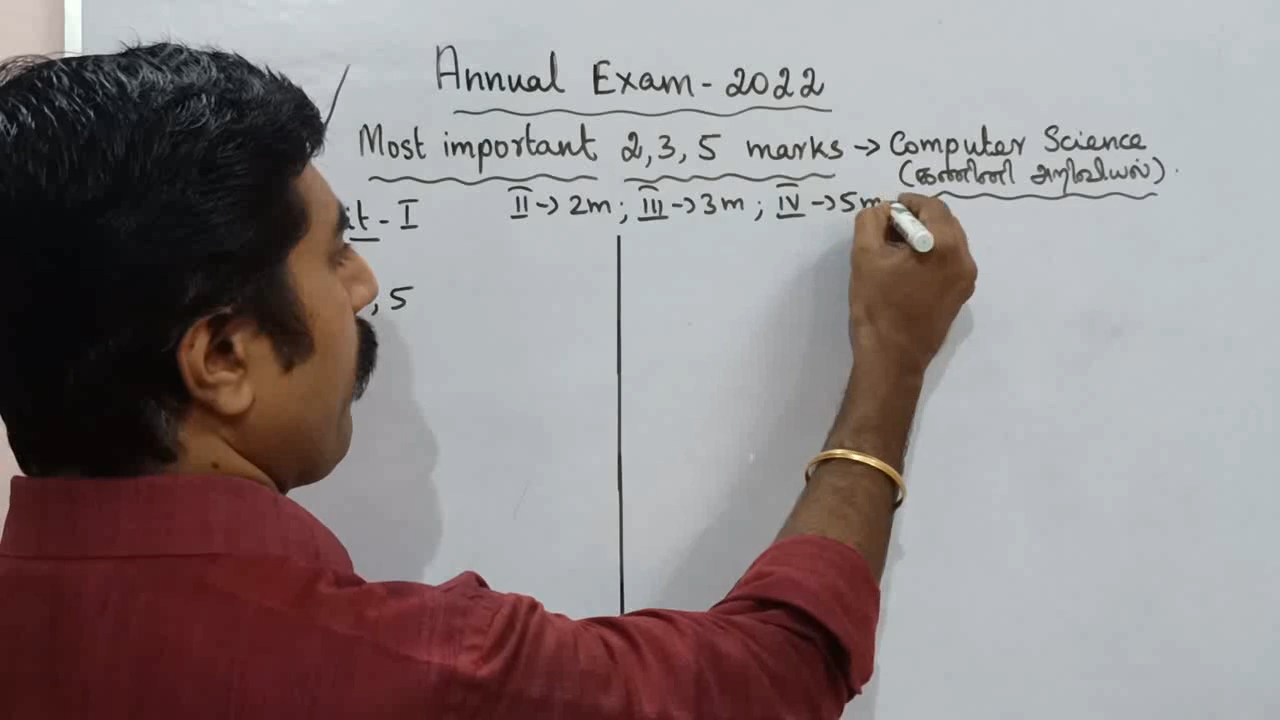 Annual Exam - 2022
Most important 2, 3, 5 marks → Computer Science
(கணினி அறிவியல்).
II → 2m ; III → 3m ; IV → 5m
it - I
, 5